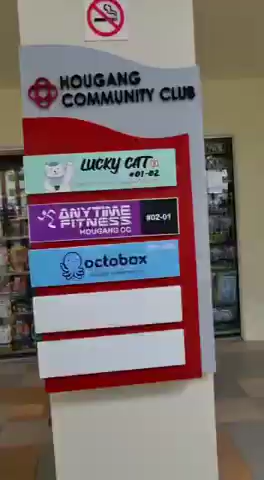 HOUGANG
COMMUNITY CLUB
LUCKY CAT
#01-02
ANYTIME
FITNESS
HOUGANG CC
#02-01
octobox